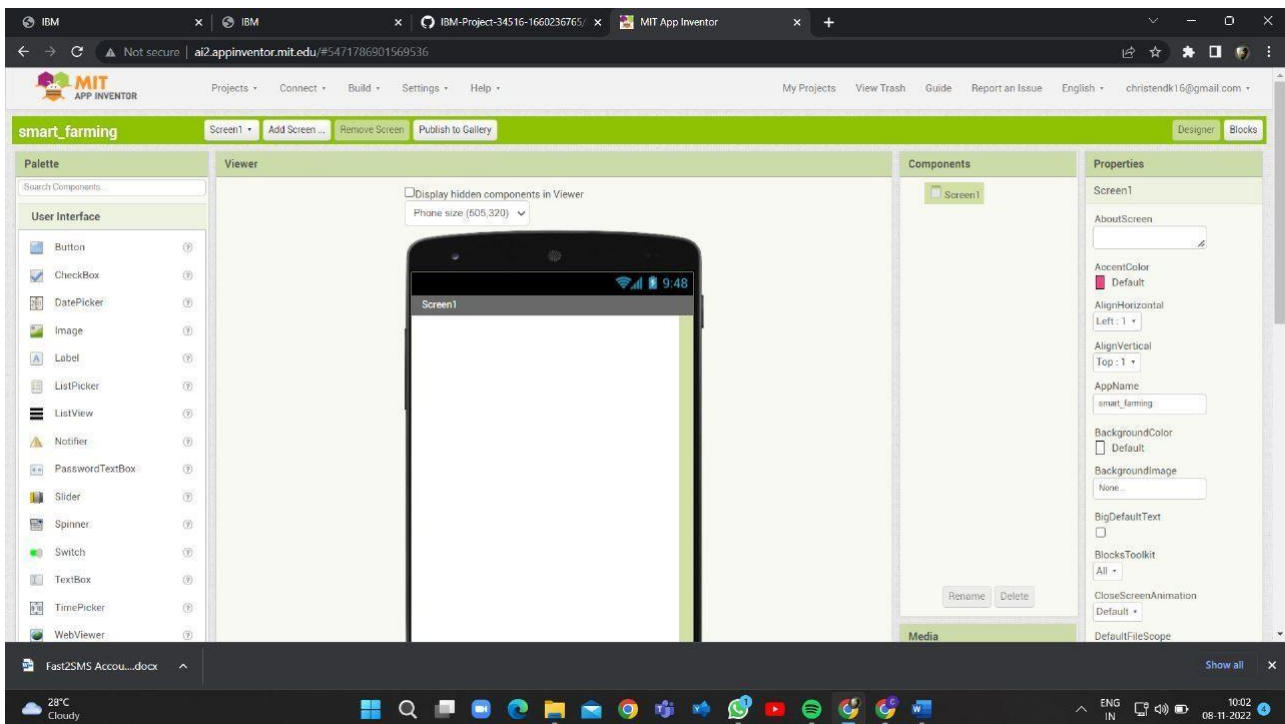 IBM
IBM
IBM-Project-34516-1660236765/
MIT App Inventor
Not secure | ai2.appinventor.mit.edu/#5471786901569536
MIT
APP INVENTOR
Projects
Connect
Build
Settings
Help
My Projects
View Trash
Guide
Report an Issue
English
christendk16@gmail.com
smart_farming
Screen1
Add Screen ...
Remove Screen
Publish to Gallery
Designer
Blocks
Palette
Search Components...
User Interface
Button
CheckBox
DatePicker
Image
Label
ListPicker
ListView
Notifier
PasswordTextBox
Slider
Spinner
Switch
TextBox
TimePicker
WebViewer
Viewer
Display hidden components in Viewer
Phone size (505,320)
9:48
Screen1
Components
Screen1
Rename
Delete
Media
Properties
Screen1
AboutScreen
AccentColor
Default
AlignHorizontal
Left : 1
AlignVertical
Top : 1
AppName
smart_farming
BackgroundColor
Default
BackgroundImage
None...
BigDefaultText
BlocksToolkit
All
CloseScreenAnimation
Default
DefaultFileScope
Fast2SMS Accou....docx
Show all
28°C
Cloudy
ENG
IN
10:02
08-11-2022
4